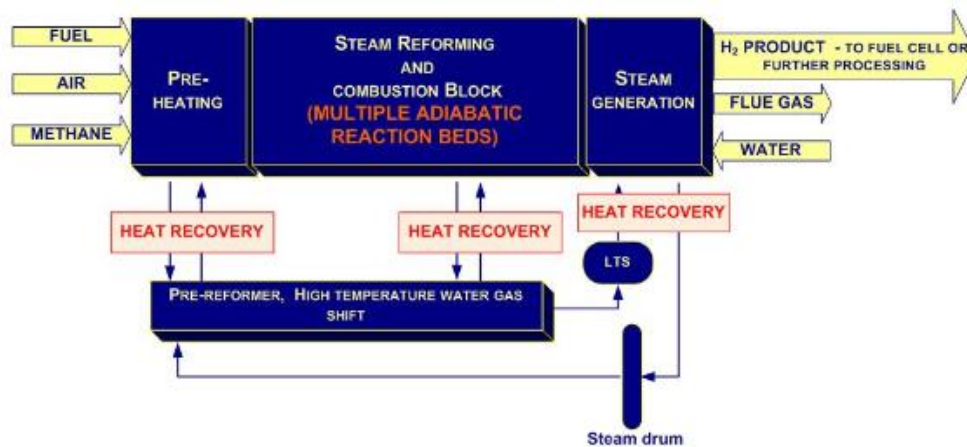 FUEL
AIR
METHANE
PRE-
HEATING
STEAM REFORMING
AND
COMBUSTION BLOCK
(MULTIPLE ADIABATIC
REACTION BEDS)
STEAM
GENERATION
H₂ PRODUCT - TO FUEL CELL OR
FURTHER PROCESSING
FLUE GAS
WATER
HEAT RECOVERY
HEAT RECOVERY
HEAT RECOVERY
LTS
PRE-REFORMER, HIGH TEMPERATURE WATER GAS
SHIFT
Steam drum